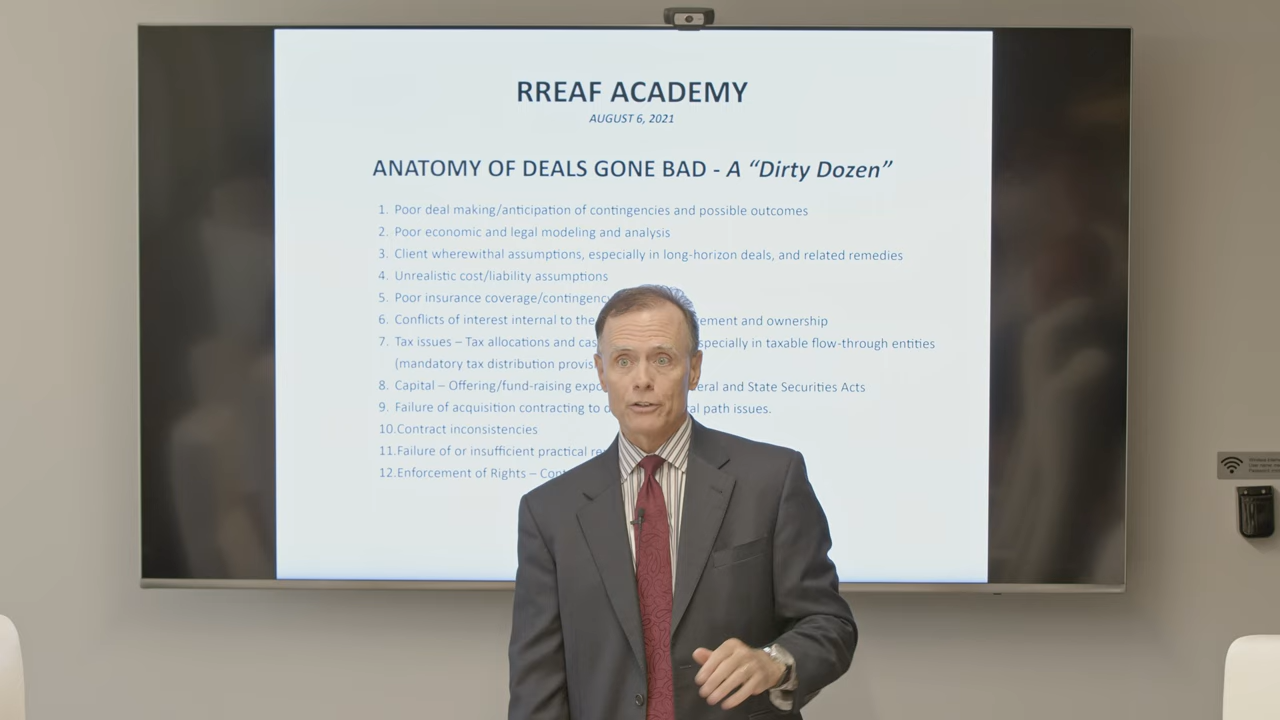 RREAF ACADEMY
AUGUST 6, 2021
ANATOMY OF DEALS GONE BAD - A “Dirty Dozen”
1. Poor deal making/anticipation of contingencies and possible outcomes
2. Poor economic and legal modeling and analysis
3. Client wherewithal assumptions, especially in long-horizon deals, and related remedies
4. Unrealistic cost/liability assumptions
5. Poor insurance coverage/contingency
6. Conflicts of interest internal to the and ownership
7. Tax issues – Tax allocations and especially in taxable flow-through entities
(mandatory tax distribution
8. Capital – Offering/fund-raising and State Securities Acts
9. Failure of acquisition contracting to path issues.
10.Contract inconsistencies
11.Failure of or insufficient practical
12.Enforcement of Rights –